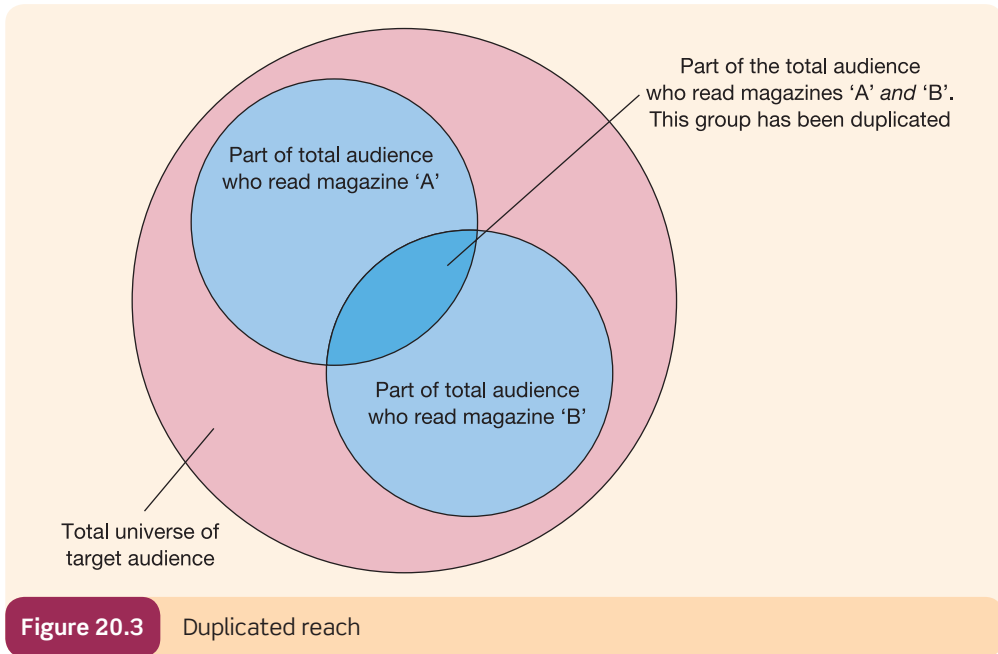 Part of the total audience
who read magazines ‘A’ and ‘B’.
This group has been duplicated
Part of total audience
who read magazine ‘A’
Part of total audience
who read magazine ‘B’
Total universe of
target audience
Figure 20.3 Duplicated reach